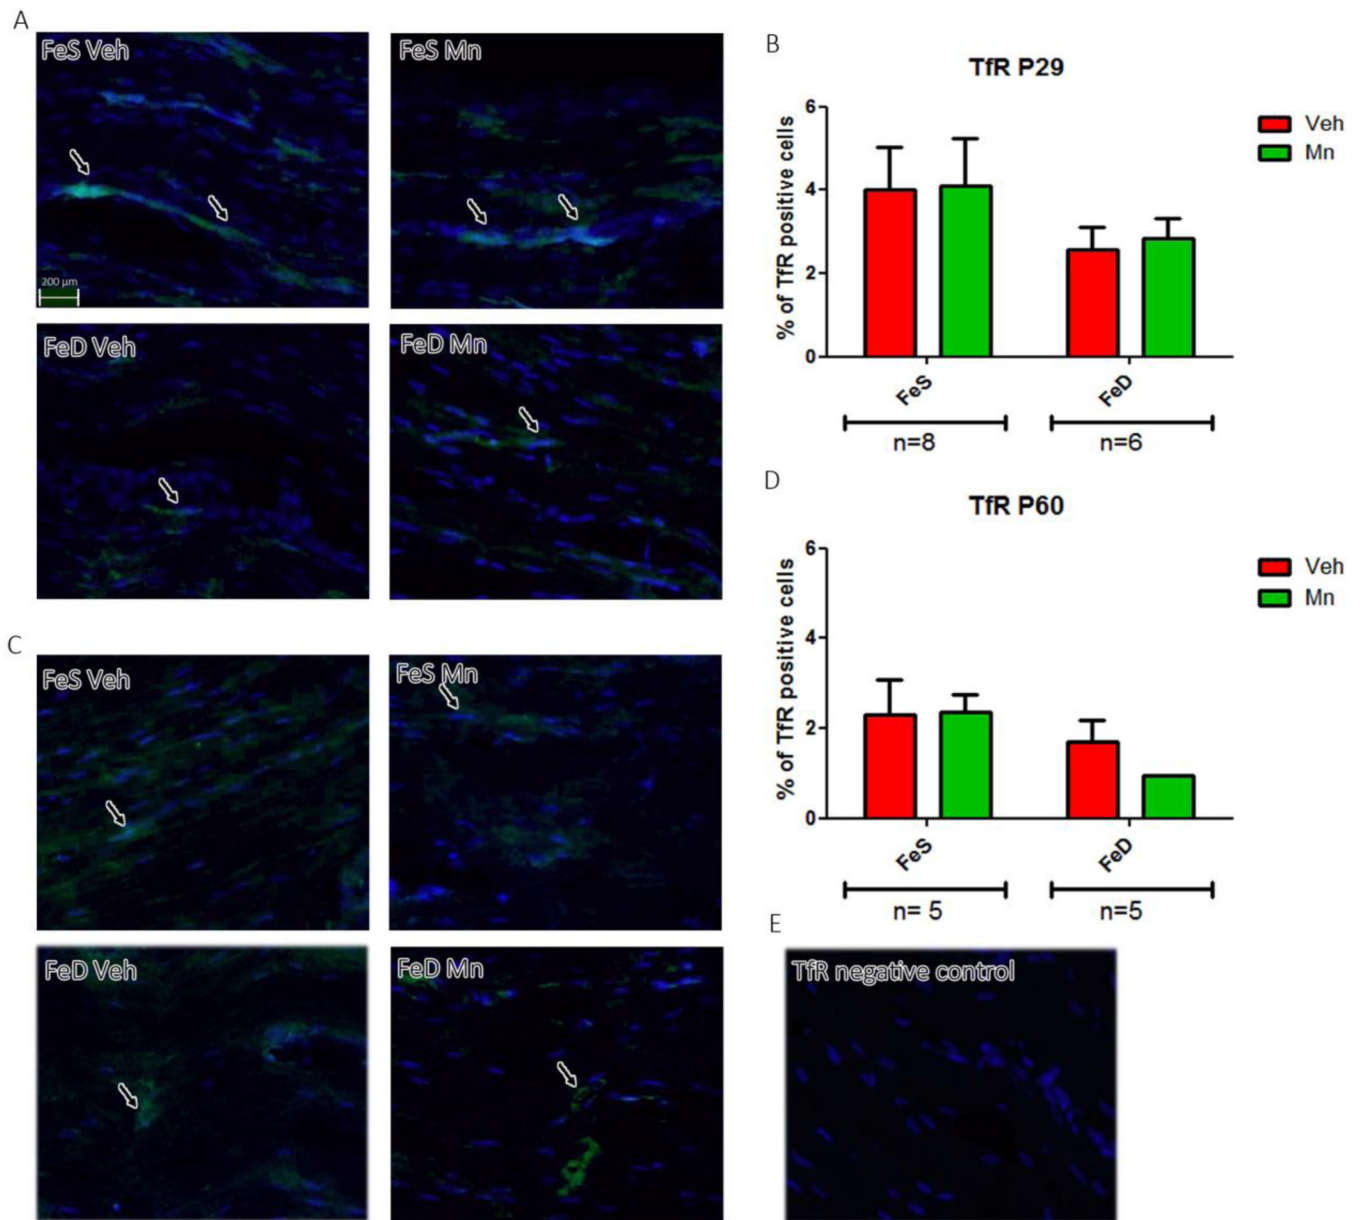 A
FeS Veh
FeS Mn
200 µm
FeD Veh
FeD Mn
B
TfR P29
% of TfR positive cells
6
4
2
0
Veh
Mn
FeS
FeD
n=8
n=6
C
FeS Veh
FeS Mn
FeD Veh
FeD Mn
D
TfR P60
% of TfR positive cells
6
4
2
0
Veh
Mn
FeS
FeD
n= 5
n=5
E
TfR negative control